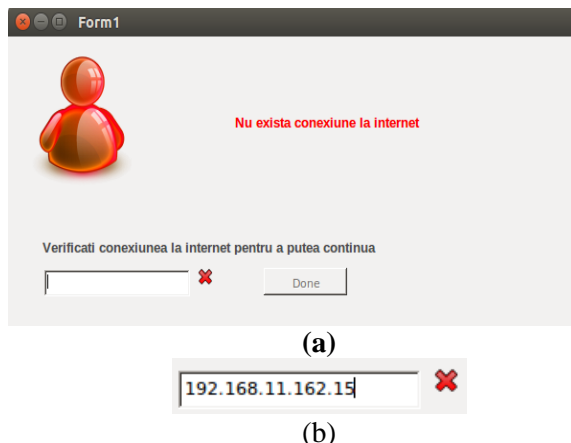 Form1
Nu exista conexiune la internet
Verificati conexiunea la internet pentru a putea continua
Done
(a)
192.168.11.162.15
(b)